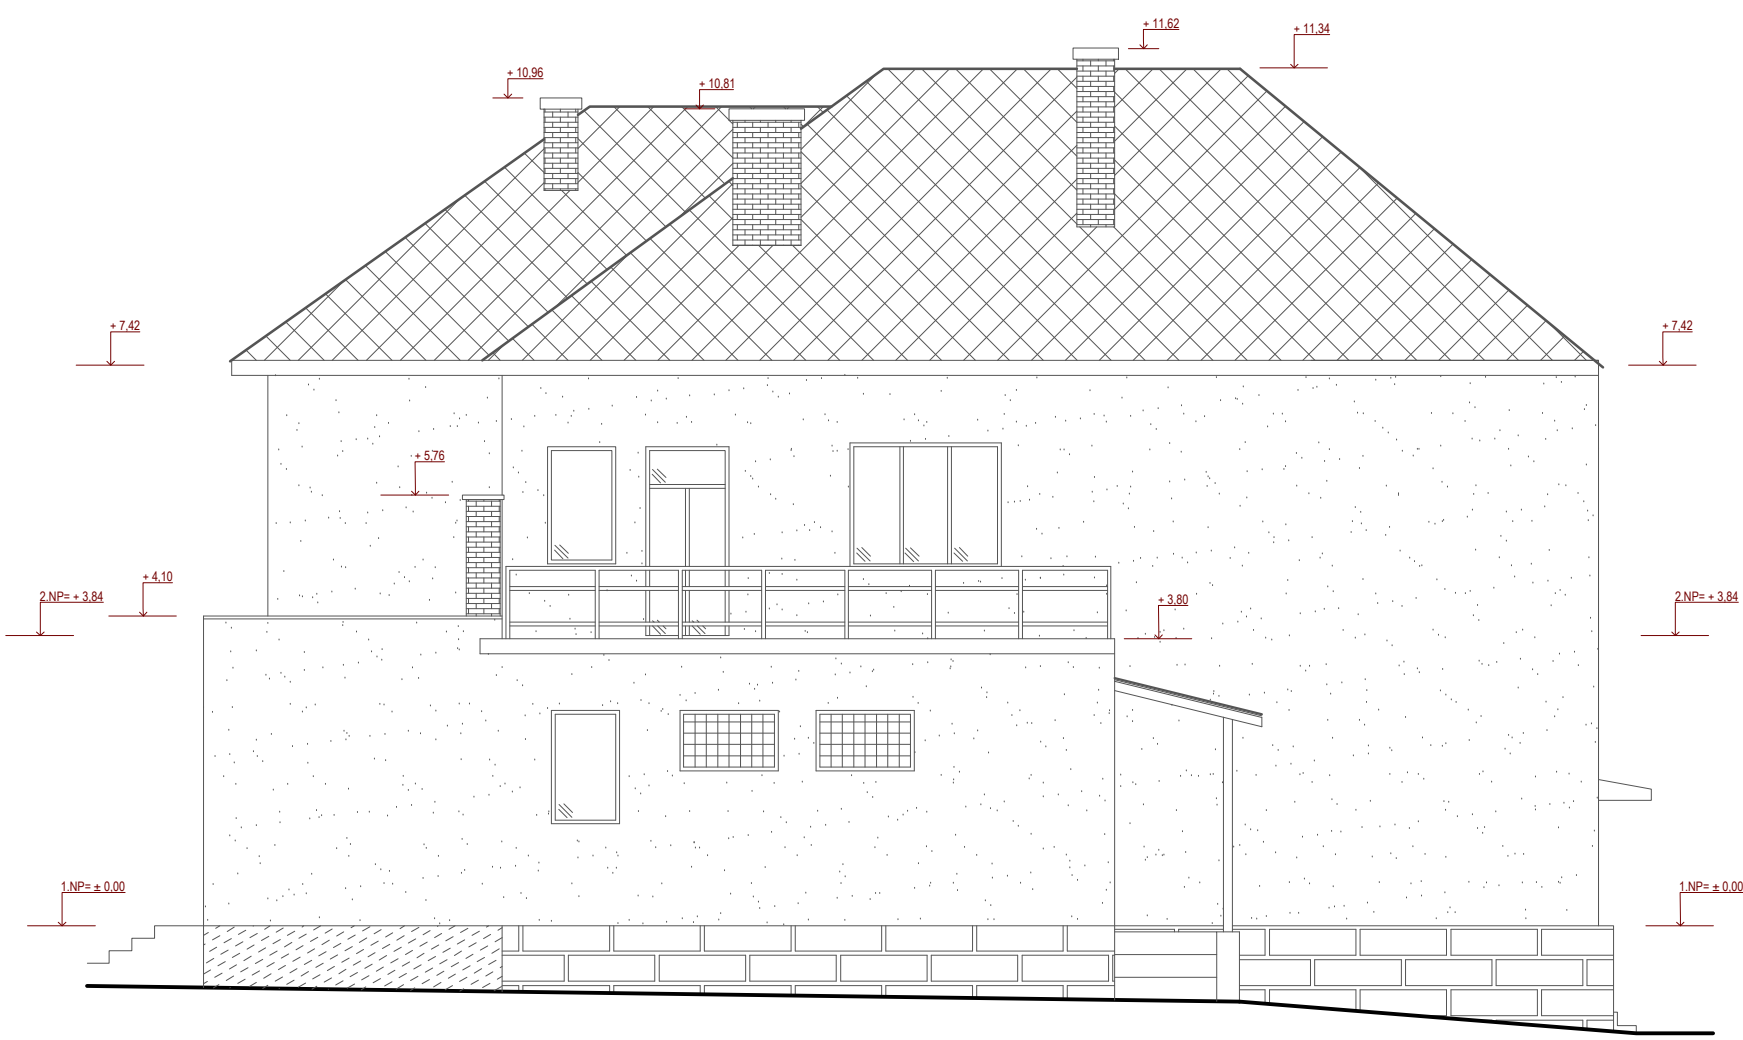 + 11,62
+ 11,34
+ 10,96
+ 10,81
+ 7,42
+ 7,42
+ 5,76
+ 4,10
2.NP= + 3,84
+ 3,80
2.NP= + 3,84
1.NP= ± 0,00
1.NP= ± 0,00